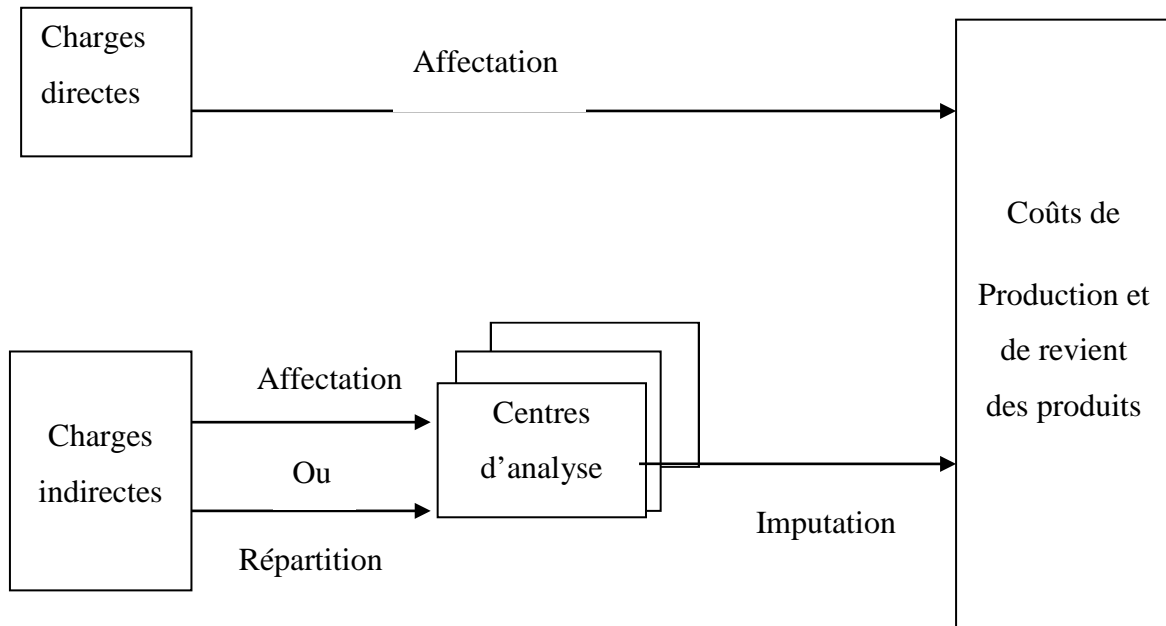 Charges
directes
Affectation
Coûts de
Production et
de revient
des produits
Charges
indirectes
Affectation
Ou
Répartition
Centres
d’analyse
Imputation